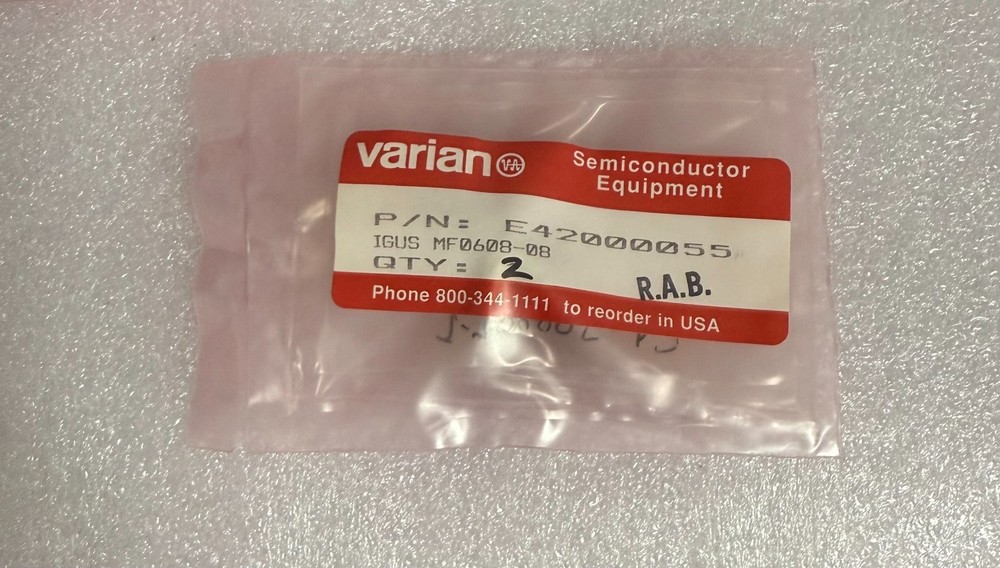 varian
Semiconductor
Equipment
P/N: E42000055
IGUS MF0608-08
QTY: 2
R.A.B.
Phone 800-344-1111 to reorder in USA